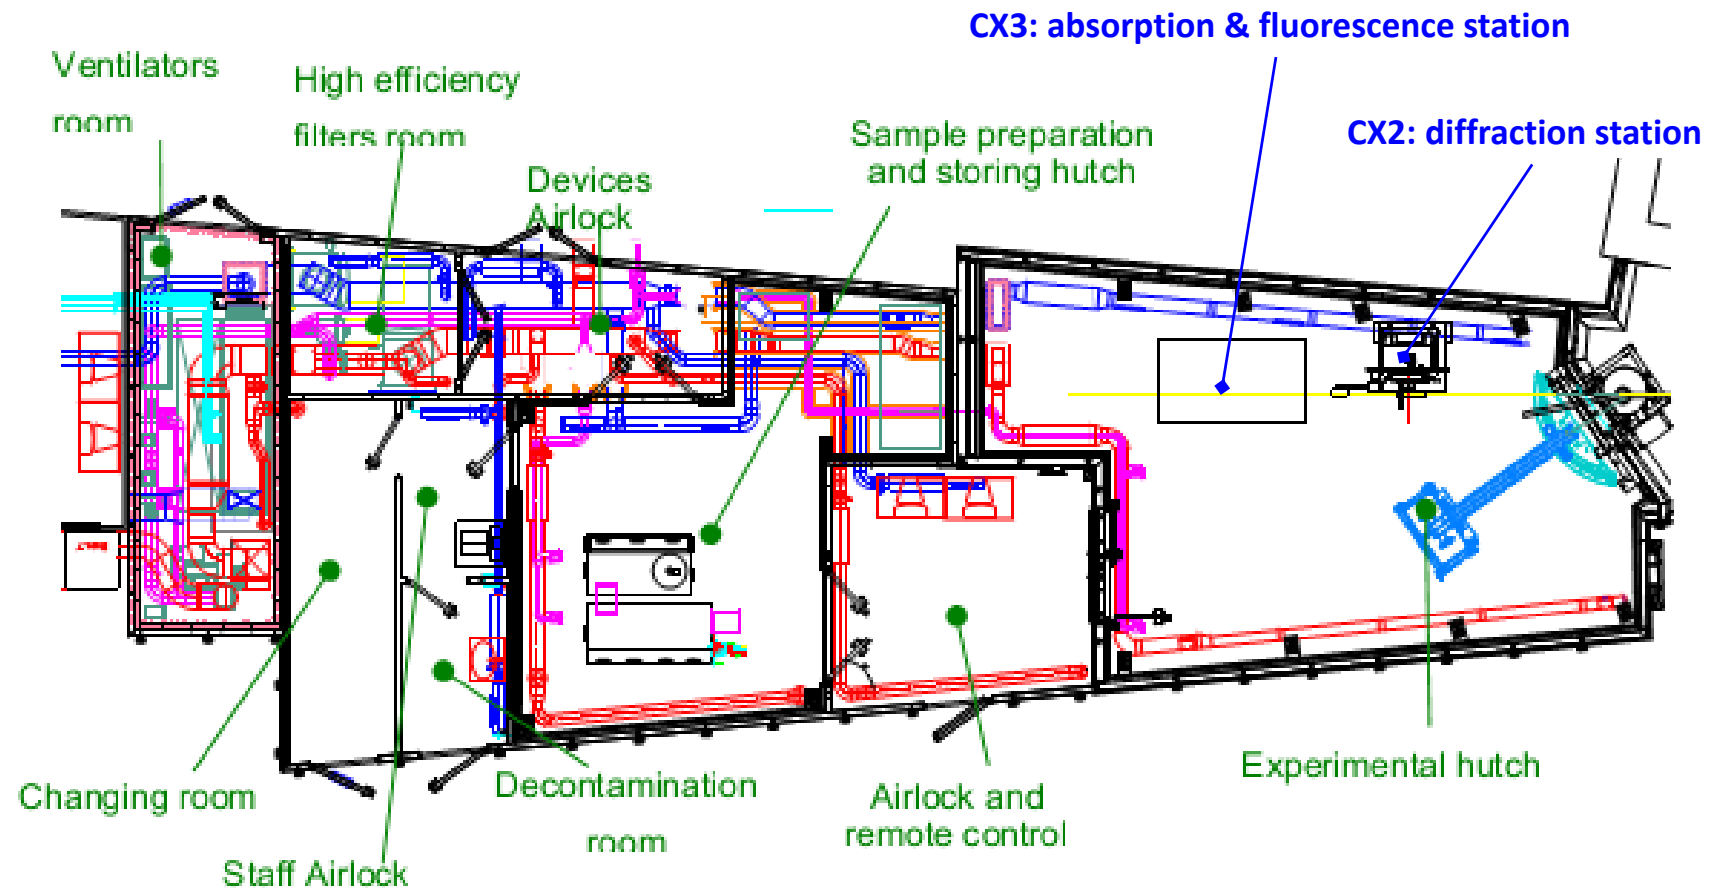 CX3: absorption & fluorescence station
Ventilators
room
High efficiency
filters room
CX2: diffraction station
Sample preparation
and storing hutch
Devices
Airlock
Changing room
Staff Airlock
Decontamination
room
Airlock and
remote control
Experimental hutch